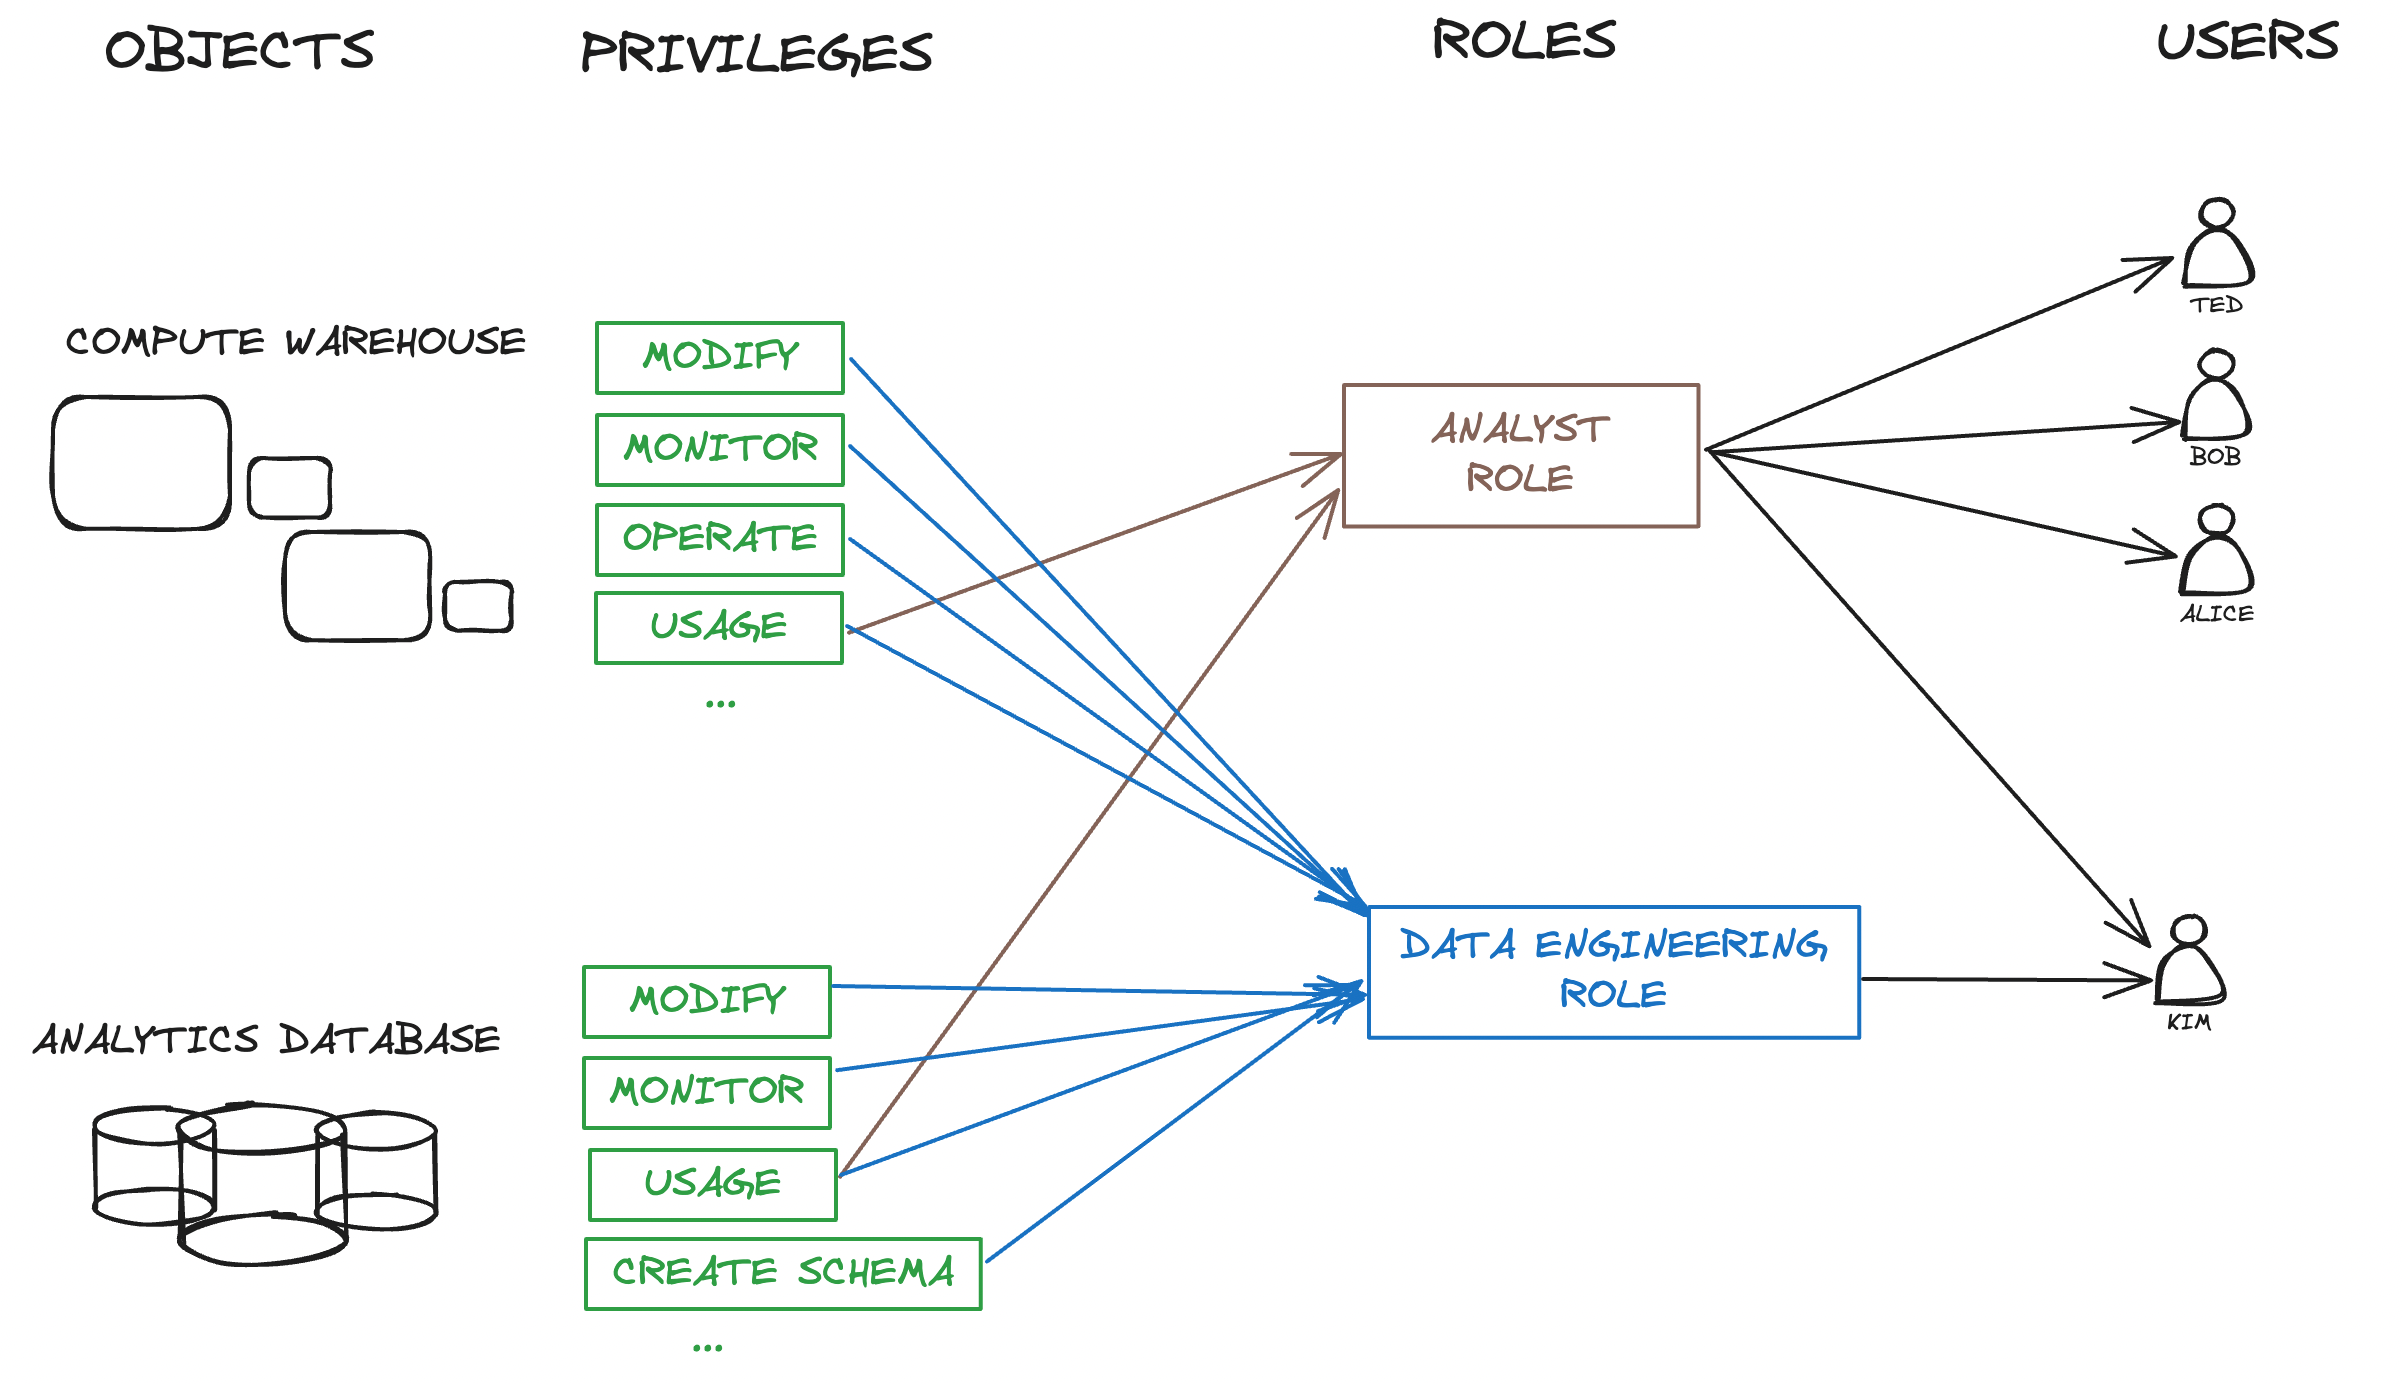 OBJECTS
PRIVILEGES
ROLES
USERS
COMPUTE WAREHOUSE
MODIFY
MONITOR
OPERATE
USAGE
...
ANALYST
ROLE
TED
BOB
ALICE
ANALYTICS DATABASE
MODIFY
MONITOR
USAGE
CREATE SCHEMA
...
DATA ENGINEERING
ROLE
KIM